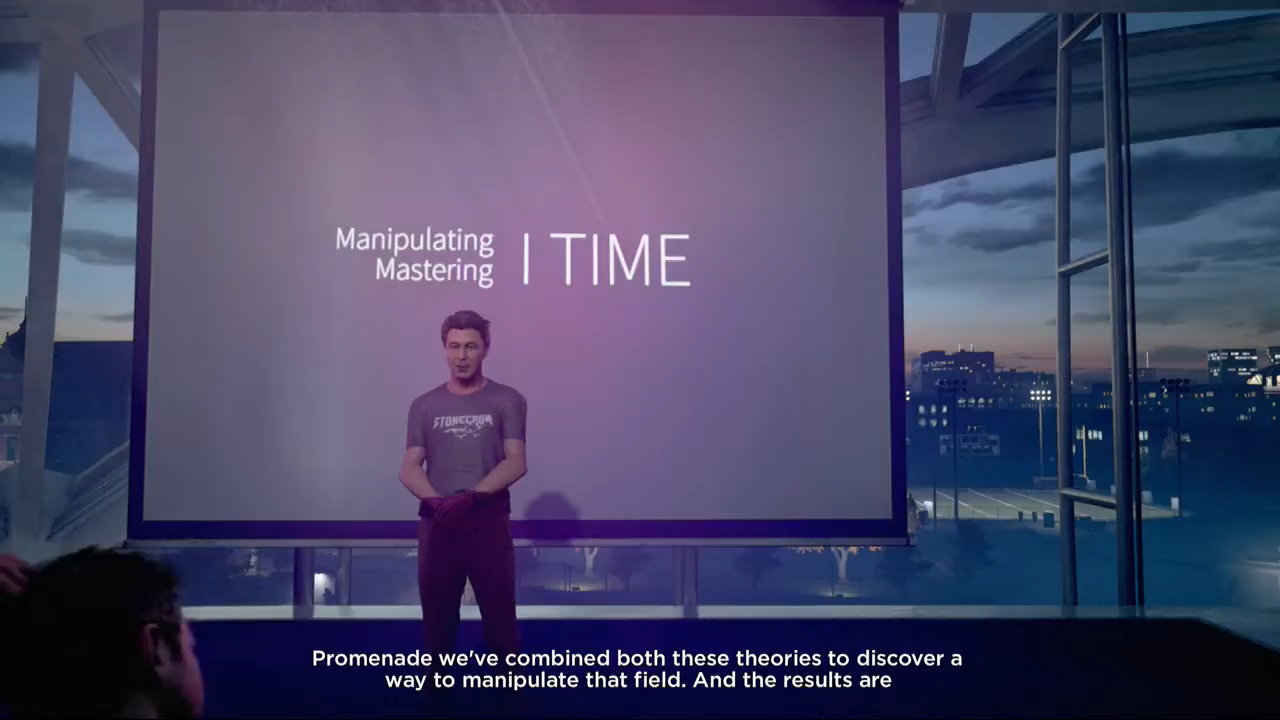 Manipulating
Mastering
| TIME
STONECROW
Promenade we've combined both these theories to discover a
way to manipulate that field. And the results are